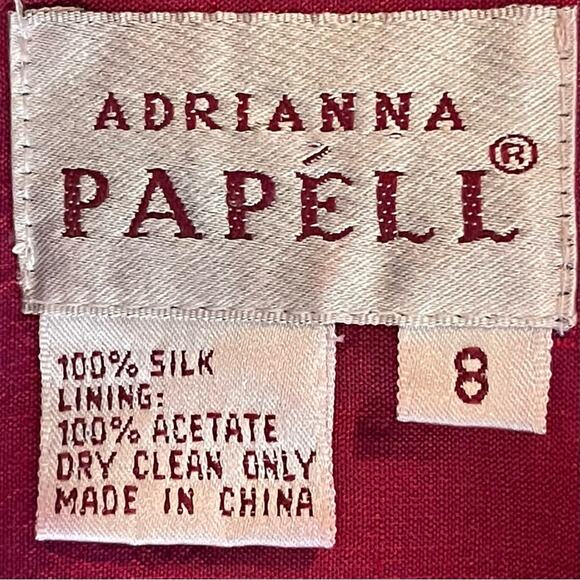 ADRIANNA
PAPÉLL®
100% SILK
LINING:
100% ACETATE
DRY CLEAN ONLY
MADE IN CHINA
8